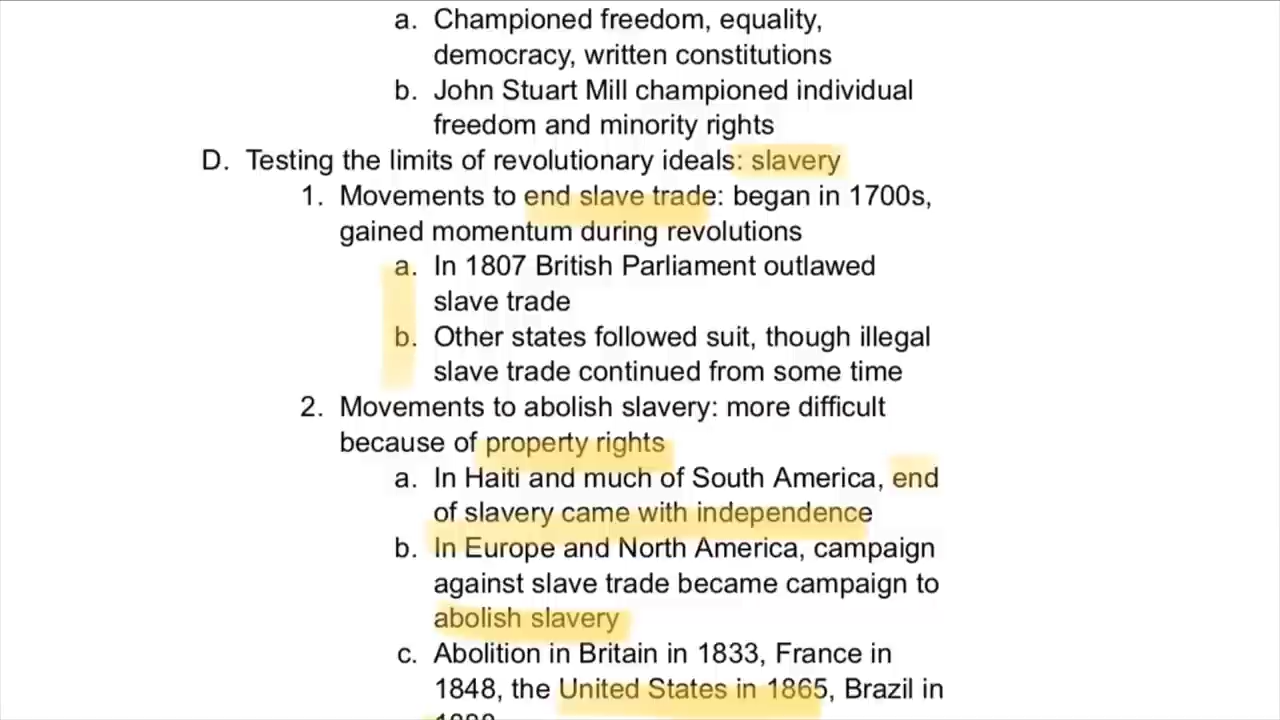 a. Championed freedom, equality,
democracy, written constitutions
b. John Stuart Mill championed individual
freedom and minority rights
D. Testing the limits of revolutionary ideals: slavery
1. Movements to end slave trade: began in 1700s,
gained momentum during revolutions
a. In 1807 British Parliament outlawed
slave trade
b. Other states followed suit, though illegal
slave trade continued from some time
2. Movements to abolish slavery: more difficult
because of property rights
a. In Haiti and much of South America, end
of slavery came with independence
b. In Europe and North America, campaign
against slave trade became campaign to
abolish slavery
c. Abolition in Britain in 1833, France in
1848, the United States in 1865, Brazil in